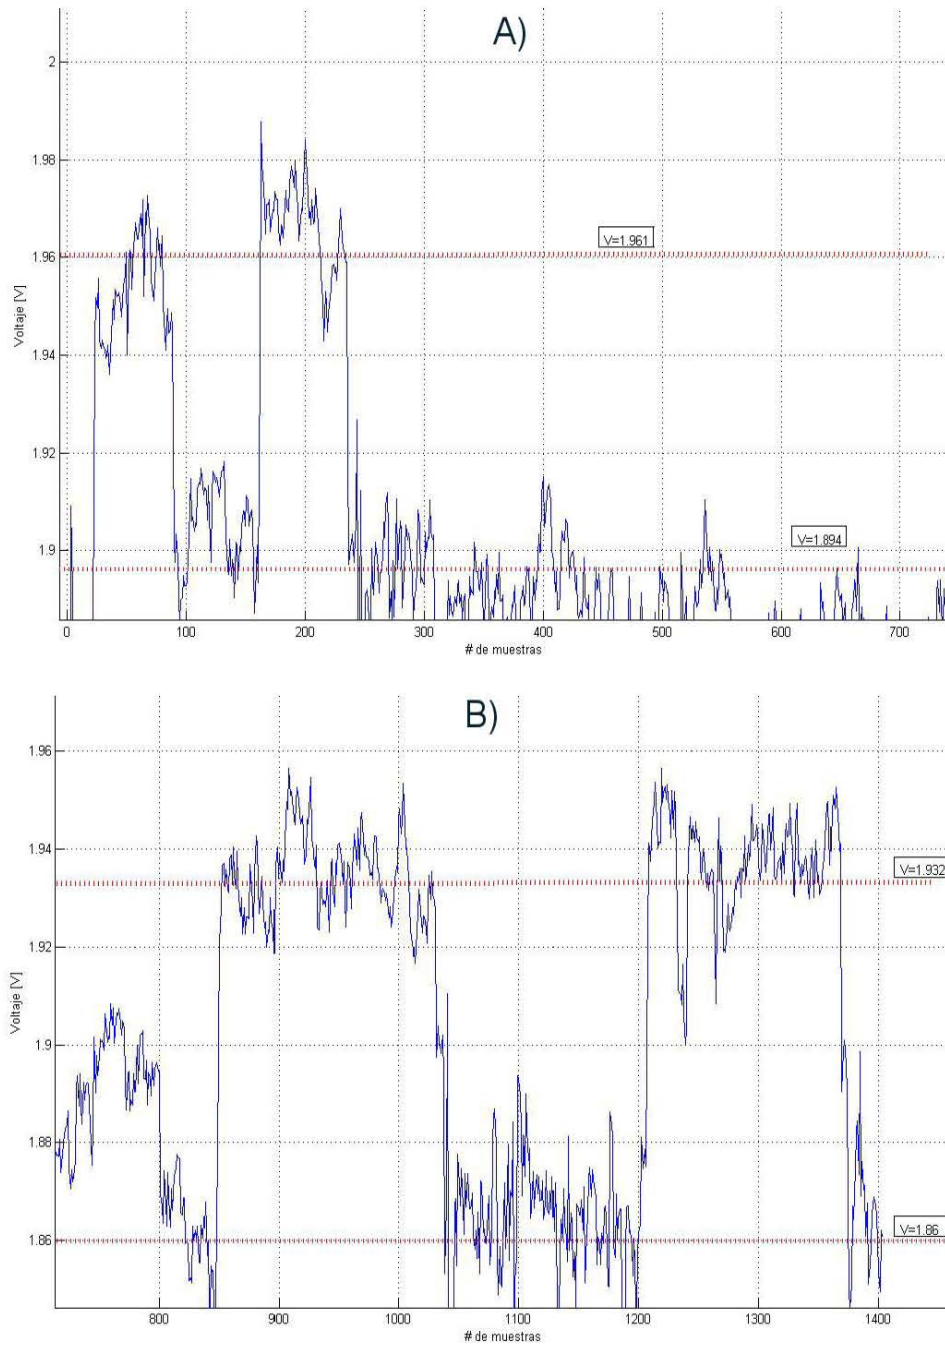 A)
2
1.98
V=1.961
1.96
Voltaje [V]
1.94
1.92
V=1.894
1.9
0 100 200 300 400 500 600 700
# de muestras
B)
1.96
1.94
V=1.932
1.92
Voltaje [V]
1.9
1.88
V=1.86
1.86
800 900 1000 1100 1200 1300 1400
# de muestras